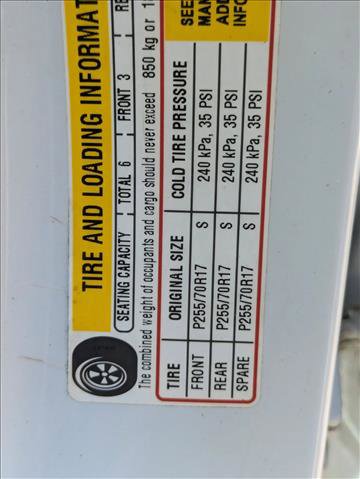 TIRE AND LOADING INFORMAT
SEATING CAPACITY TOTAL 6 FRONT 3 RE
The combined weight of occupants and cargo should never exceed 850 kg or 1
TIRE ORIGINAL SIZE COLD TIRE PRESSURE
FRONT P255/70R17 S 240 kPa, 35 PSI
REAR P255/70R17 S 240 kPa, 35 PSI
SPARE P255/70R17 S 240 kPa, 35 PSI
SEE
MAN
ADD
INFO